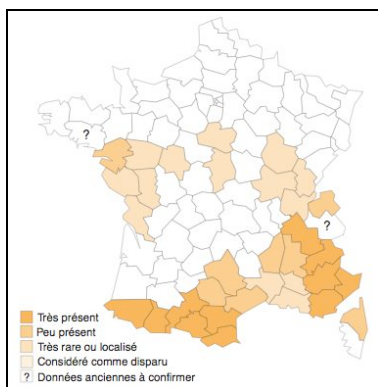 ?
?
Très présent
Peu présent
Très rare ou localisé
Considéré comme disparu
? Données anciennes à confirmer